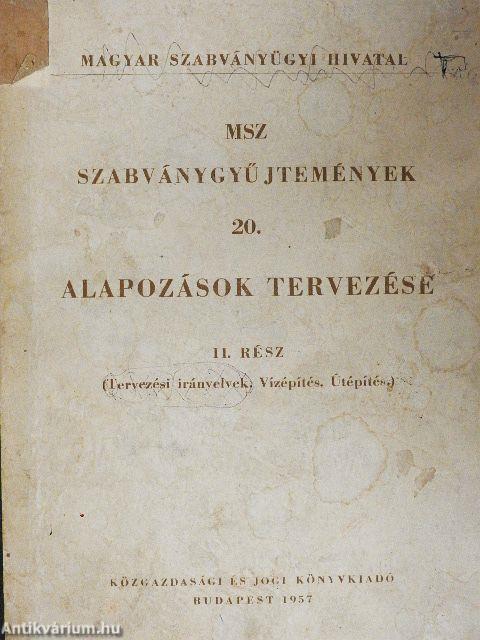 MAGYAR SZABVÁNYÜGYI HIVATAL
MSZ
SZABVÁNYGYŰJTEMÉNYEK
20.
ALAPOZÁSOK TERVEZÉSE
II. RÉSZ
(Tervezési irányelvek, Vízépítés, Útépítés.)
KÖZGAZDASÁGI ÉS JOGI KÖNYVKIADÓ
BUDAPEST 1957
Antikvárium.hu